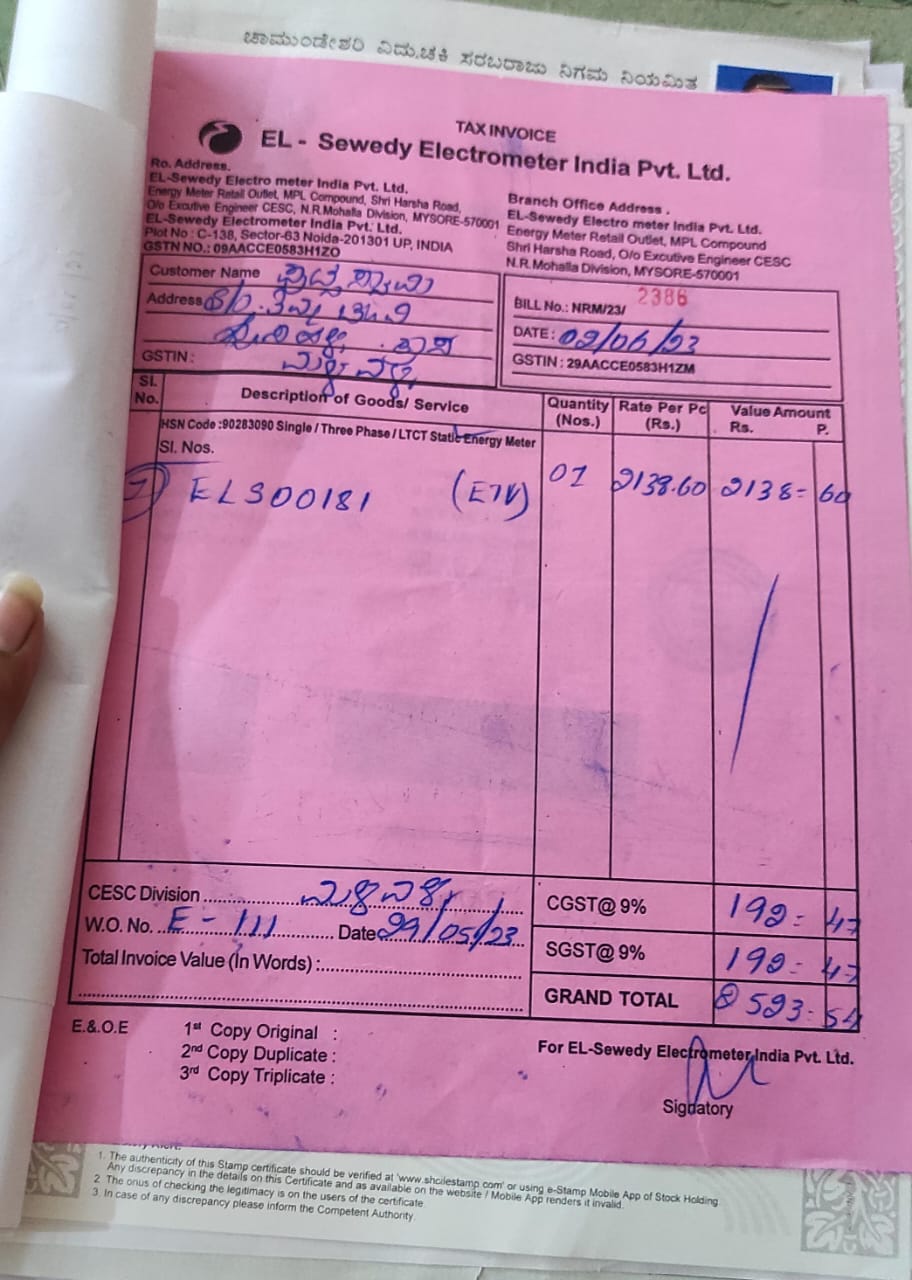 ಚಾಮುಂಡೇಶ್ವರಿ ವಿದ್ಯುಚ್ಛಕ್ತಿ ಸರಬರಾಜು ನಿಗಮ ನಿಯಮಿತ
TAX INVOICE
EL - Sewedy Electrometer India Pvt. Ltd.
Ro. Address.
EL-Sewedy Electro meter India Pvt. Ltd.
Energy Meter Retail Outlet, MPL Compound, Shri Harsha Road,
O/o Excutive Engineer CESC, N.R.Mohalla Division, MYSORE-570001
EL-Sewedy Electrometer India Pvt. Ltd.
Plot No : C-138, Sector-63 Noida-201301 UP, INDIA
GSTN NO.: 09AACCE0583H1ZO
Branch Office Address .
EL-Sewedy Electro meter India Pvt. Ltd.
Energy Meter Retail Outlet, MPL Compound
Shri Harsha Road, O/o Excutive Engineer CESC
N.R.Mohalla Division, MYSORE-570001
Customer Name
Address S/o.
GSTIN :
BILL No.: NRM/23/ 2386
DATE : 02/06/23
GSTIN : 29AACCE0583H1ZM
Sl. No. Description of Goods/ Service Quantity (Nos.) Rate Per Pc (Rs.) Value Amount Rs. P.
HSN Code :90283090 Single / Three Phase / LTCT Static Energy Meter
Sl. Nos.
1) ELS00181 (E7V) 01 2138.60 2138=60
CESC Division
W.O. No. E-111 Date 29/05/23
Total Invoice Value (In Words) :
CGST@ 9% 192=47
SGST@ 9% 192=47
GRAND TOTAL 2523=54
E.& O.E
1st Copy Original :
2nd Copy Duplicate :
3rd Copy Triplicate :
For EL-Sewedy Electrometer India Pvt. Ltd.
Signatory
1. The authenticity of this Stamp certificate should be verified at 'www.shcilestamp.com' or using e-Stamp Mobile App of Stock Holding.
Any discrepancy in the details on this Certificate and as available on the website / Mobile App renders it invalid.
2 The onus of checking the legitimacy is on the users of the certificate
3. In case of any discrepancy please inform the Competent Authority.